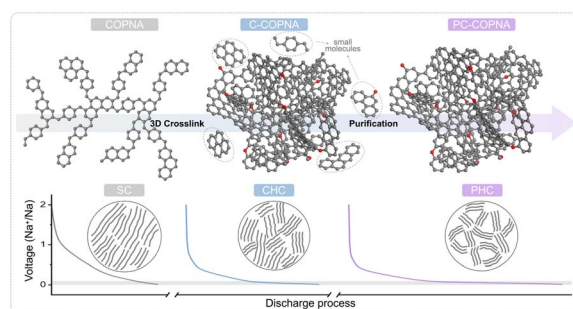 COPNA
C-COPNA
PC-COPNA
small
molecules
3D Crosslink
Purification
SC
CHC
PHC
Voltage (Na⁺/Na)
2
1
0
Discharge process